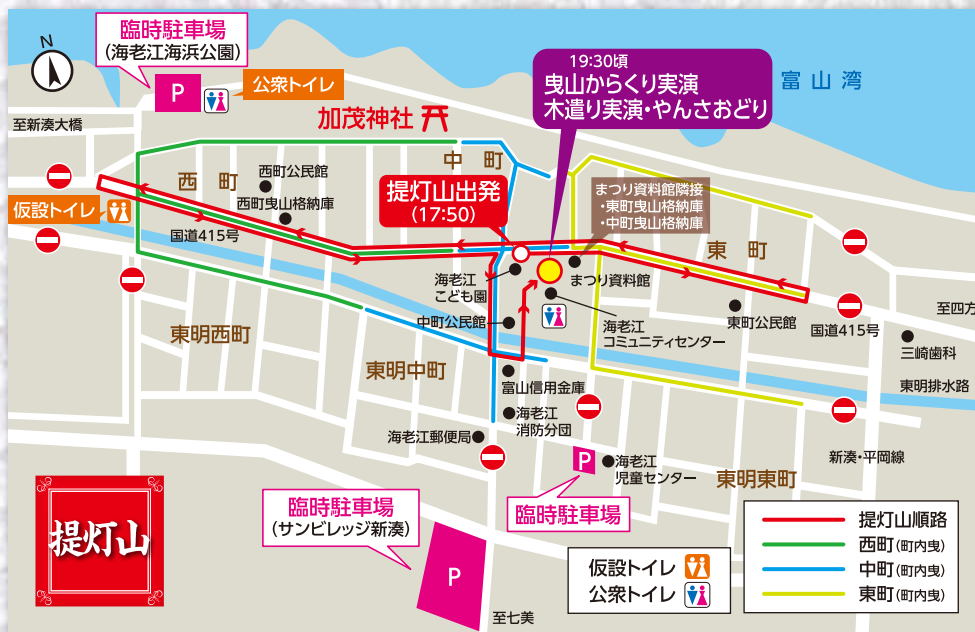 N
臨時駐車場
(海老江海浜公園)
P
公衆トイレ
至新湊大橋
加茂神社
19:30頃
曳山からくり実演
木遣り実演・やんさおどり
富山湾
中町
西町
西町公民館
西町曳山格納庫
提灯山出発
(17:50)
まつり資料館隣接
・東町曳山格納庫
・中町曳山格納庫
仮設トイレ
国道415号
東町
海老江
こども園
まつり資料館
中町公民館
海老江
コミュニティセンター
東町公民館
国道415号
至四方
三崎歯科
東明西町
東明中町
富山信用金庫
東明排水路
海老江
消防分団
海老江郵便局
新湊・平岡線
P
海老江
児童センター
東明東町
臨時駐車場
(サンビレッジ新湊)
臨時駐車場
P
至七美
提灯山
仮設トイレ
公衆トイレ
提灯山順路
西町(町内曳)
中町(町内曳)
東町(町内曳)